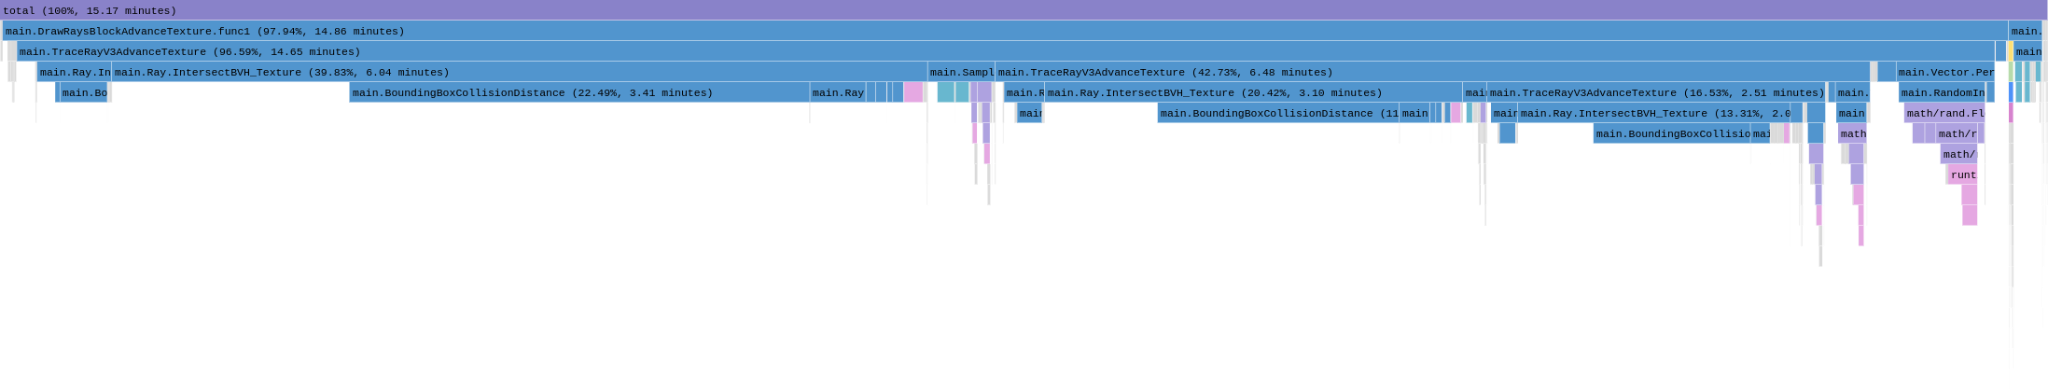 total (100%, 15.17 minutes)
main.DrawRaysBlockAdvanceTexture.func1 (97.94%, 14.86 minutes) main.
main.TraceRayV3AdvanceTexture (96.59%, 14.65 minutes) main
main.Ray.In main.Ray.IntersectBVH_Texture (39.83%, 6.04 minutes) main.Sampl main.TraceRayV3AdvanceTexture (42.73%, 6.48 minutes) main.Vector.Per
main.Bo main.BoundingBoxCollisionDistance (22.49%, 3.41 minutes) main.Ray main.R main.Ray.IntersectBVH_Texture (20.42%, 3.10 minutes) mai main.TraceRayV3AdvanceTexture (16.53%, 2.51 minutes) main. main.RandomIn
main main.BoundingBoxCollisionDistance (11 main main main.Ray.IntersectBVH_Texture (13.31%, 2.0 main math/rand.Fl
main.BoundingBoxCollisio mai math math/r
math/
runt